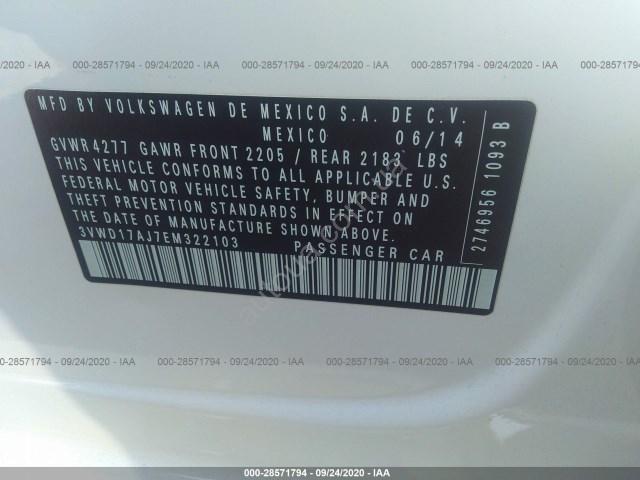 000-28571794 - 09/24/2020 - IAA
MFD BY VOLKSWAGEN DE MEXICO S.A. DE C.V.
MEXICO 06/14
GVWR 4277 GAWR FRONT 2205 / REAR 2183 LBS
THIS VEHICLE CONFORMS TO ALL APPLICABLE U.S.
FEDERAL MOTOR VEHICLE SAFETY, BUMPER AND
THEFT PREVENTION STANDARDS IN EFFECT ON
THE DATE OF MANUFACTURE SHOWN ABOVE.
3VWD17AJ7EM322103 PASSENGER CAR
2746956 1093 B
autoua.com.ua
000-28571794 - 09/24/2020 - IAA
000-28571794 - 09/24/2020 - IAA